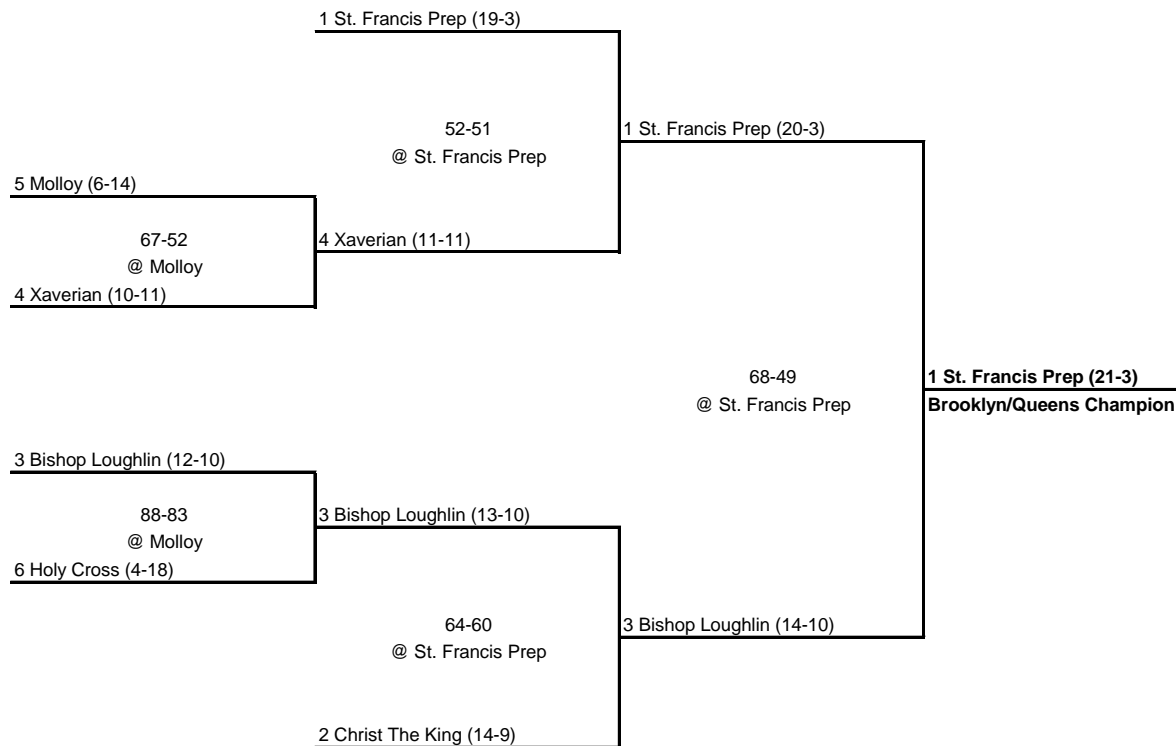 1 St. Francis Prep (19-3)
52-51
@ St. Francis Prep
1 St. Francis Prep (20-3)
5 Molloy (6-14)
67-52
@ Molloy
4 Xaverian (11-11)
4 Xaverian (10-11)
68-49
@ St. Francis Prep
1 St. Francis Prep (21-3)
Brooklyn/Queens Champion
3 Bishop Loughlin (12-10)
88-83
@ Molloy
3 Bishop Loughlin (13-10)
6 Holy Cross (4-18)
64-60
@ St. Francis Prep
3 Bishop Loughlin (14-10)
2 Christ The King (14-9)